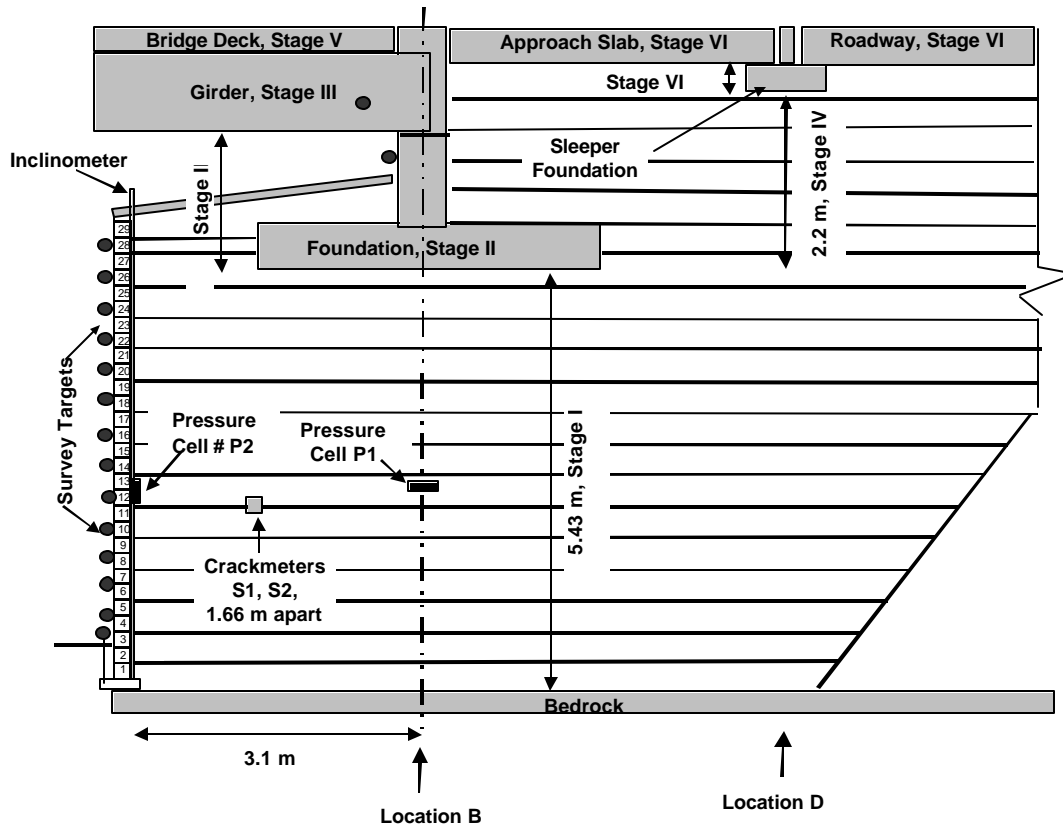 Bridge Deck, Stage V
Approach Slab, Stage VI
Roadway, Stage VI
Girder, Stage III
Stage VI
Inclinometer
Sleeper
Foundation
Stage II
2.2 m, Stage IV
Foundation, Stage II
29
28
27
26
25
24
23
22
21
20
19
18
17
16
15
14
13
12
11
10
9
8
7
6
5
4
3
2
1
Survey Targets
Pressure
Cell # P2
Pressure
Cell P1
5.43 m, Stage I
Crackmeters
S1, S2,
1.66 m apart
Bedrock
3.1 m
Location B
Location D